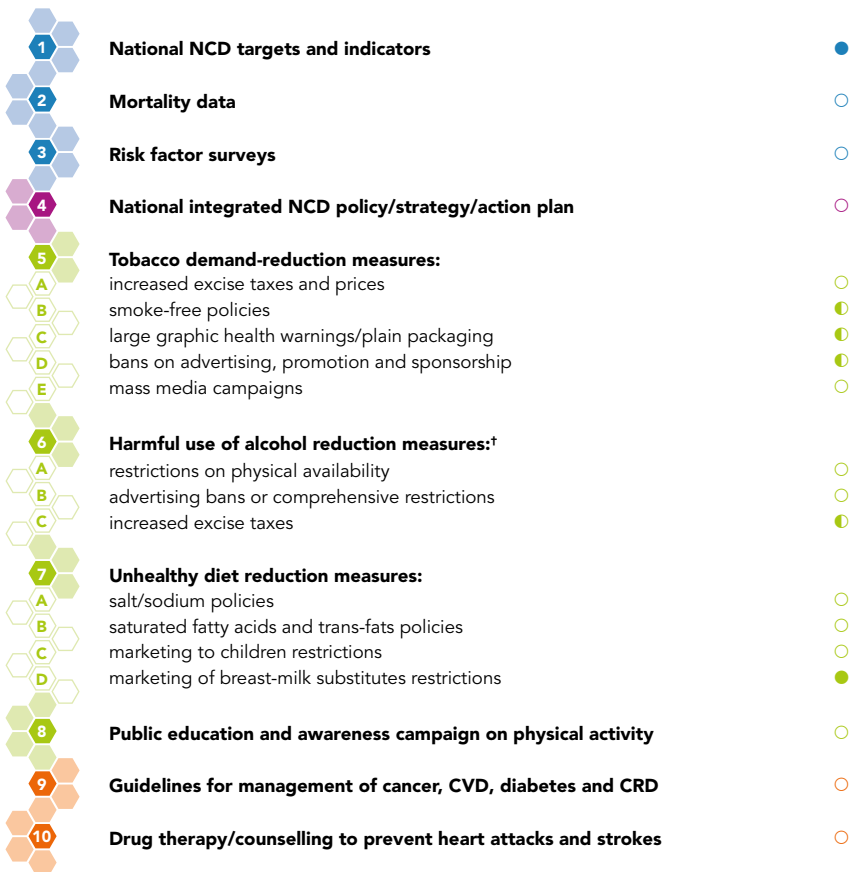 1 National NCD targets and indicators
2 Mortality data
3 Risk factor surveys
4 National integrated NCD policy/strategy/action plan
5 Tobacco demand-reduction measures:
A increased excise taxes and prices
B smoke-free policies
C large graphic health warnings/plain packaging
D bans on advertising, promotion and sponsorship
E mass media campaigns
6 Harmful use of alcohol reduction measures:†
A restrictions on physical availability
B advertising bans or comprehensive restrictions
C increased excise taxes
7 Unhealthy diet reduction measures:
A salt/sodium policies
B saturated fatty acids and trans-fats policies
C marketing to children restrictions
D marketing of breast-milk substitutes restrictions
8 Public education and awareness campaign on physical activity
9 Guidelines for management of cancer, CVD, diabetes and CRD
10 Drug therapy/counselling to prevent heart attacks and strokes